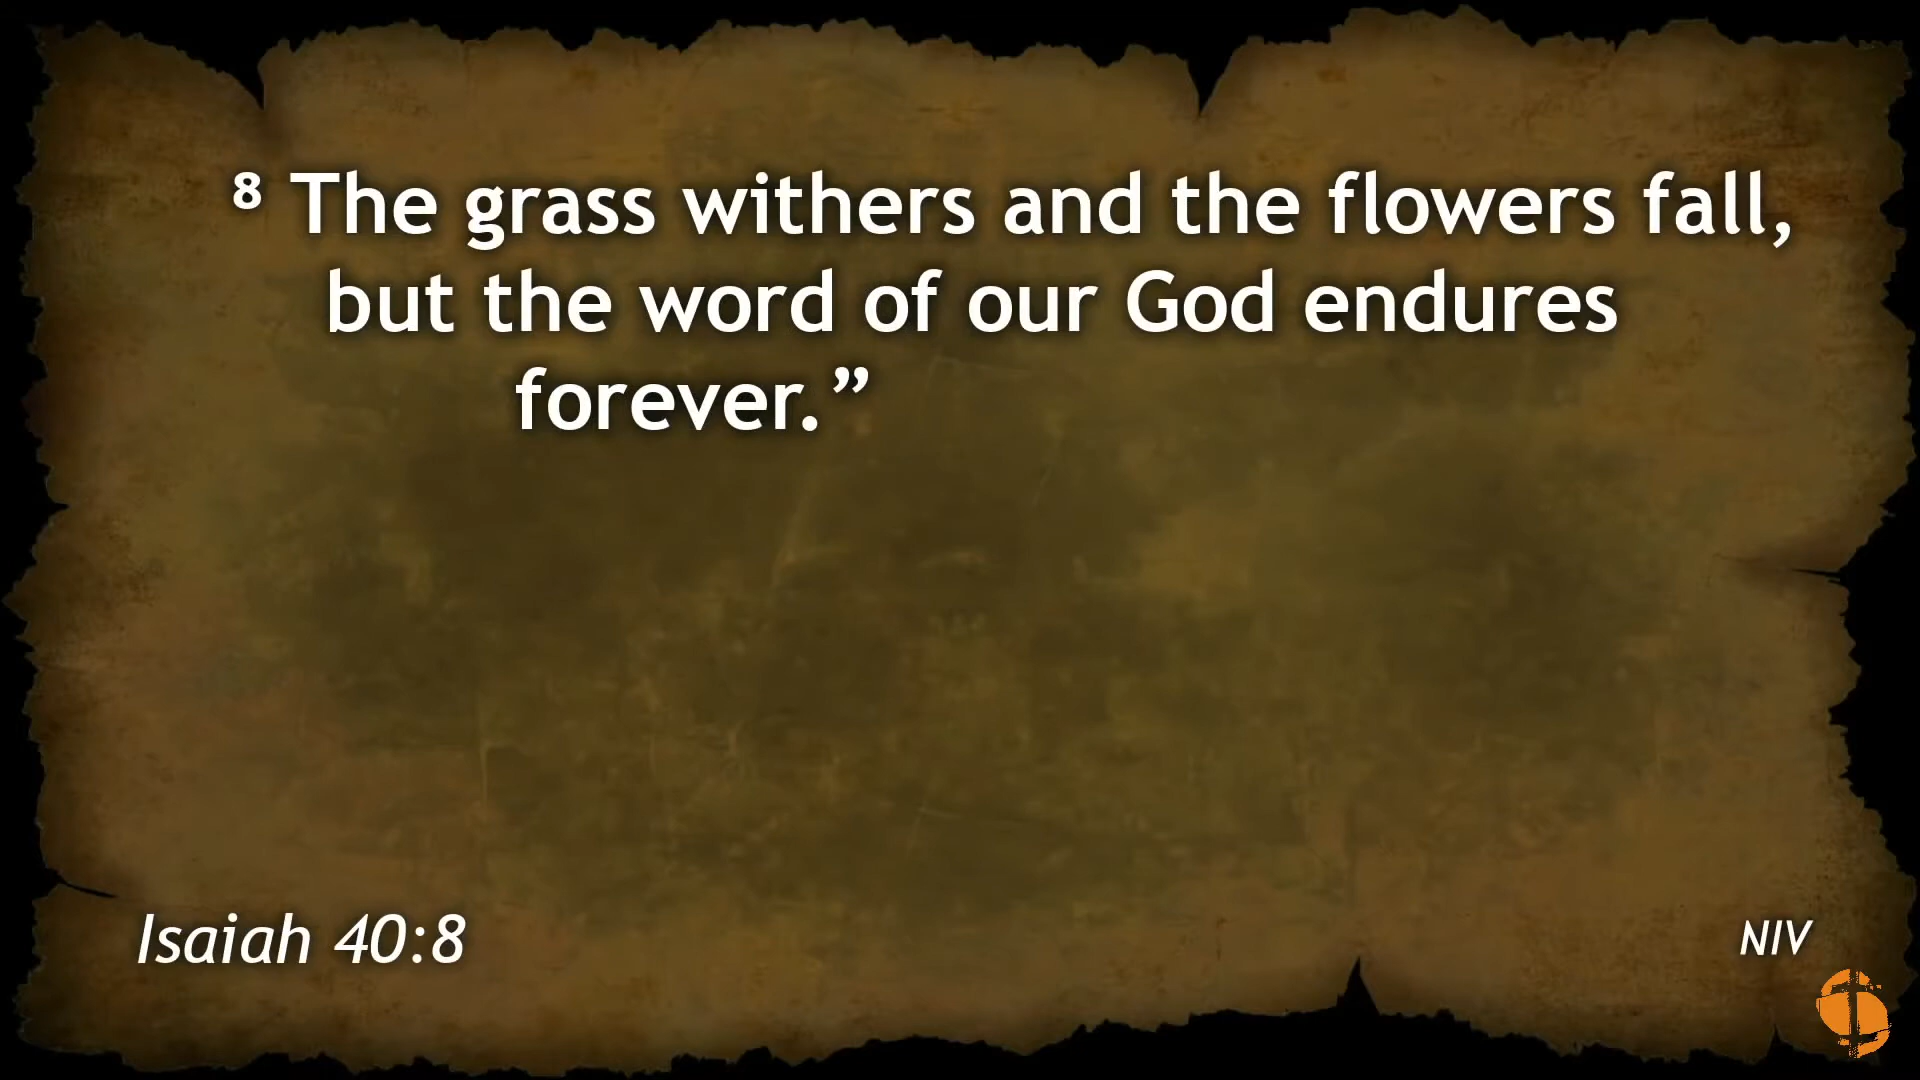 ⁸ The grass withers and the flowers fall,
but the word of our God endures
forever.”
Isaiah 40:8
NIV